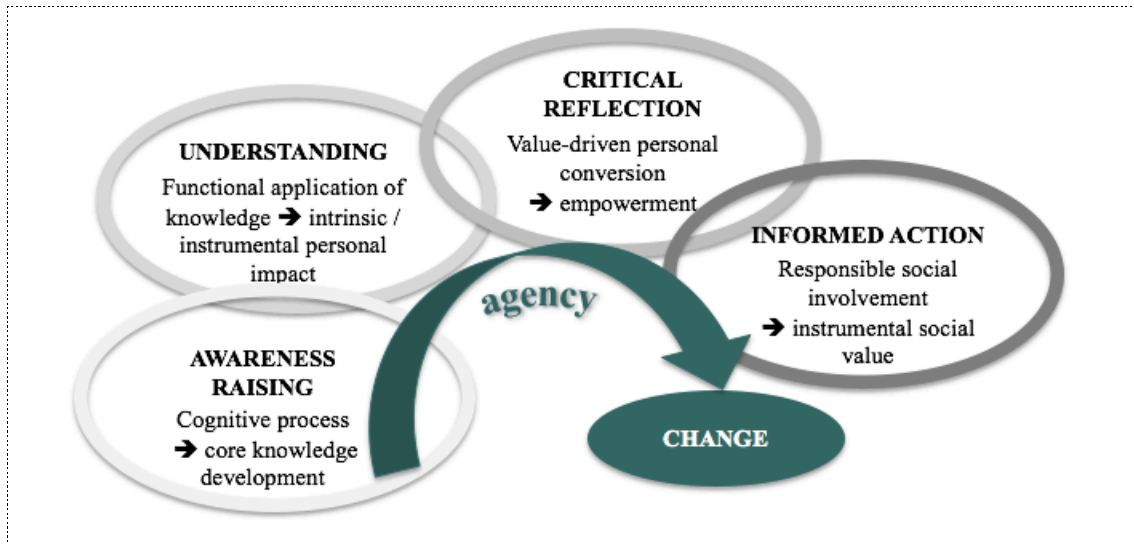 AWARENESS
RAISING
Cognitive process
➔ core knowledge
development
UNDERSTANDING
Functional application of
knowledge ➔ intrinsic /
instrumental personal
impact
CRITICAL
REFLECTION
Value-driven personal
conversion
➔ empowerment
INFORMED ACTION
Responsible social
involvement
➔ instrumental social
value
agency
CHANGE